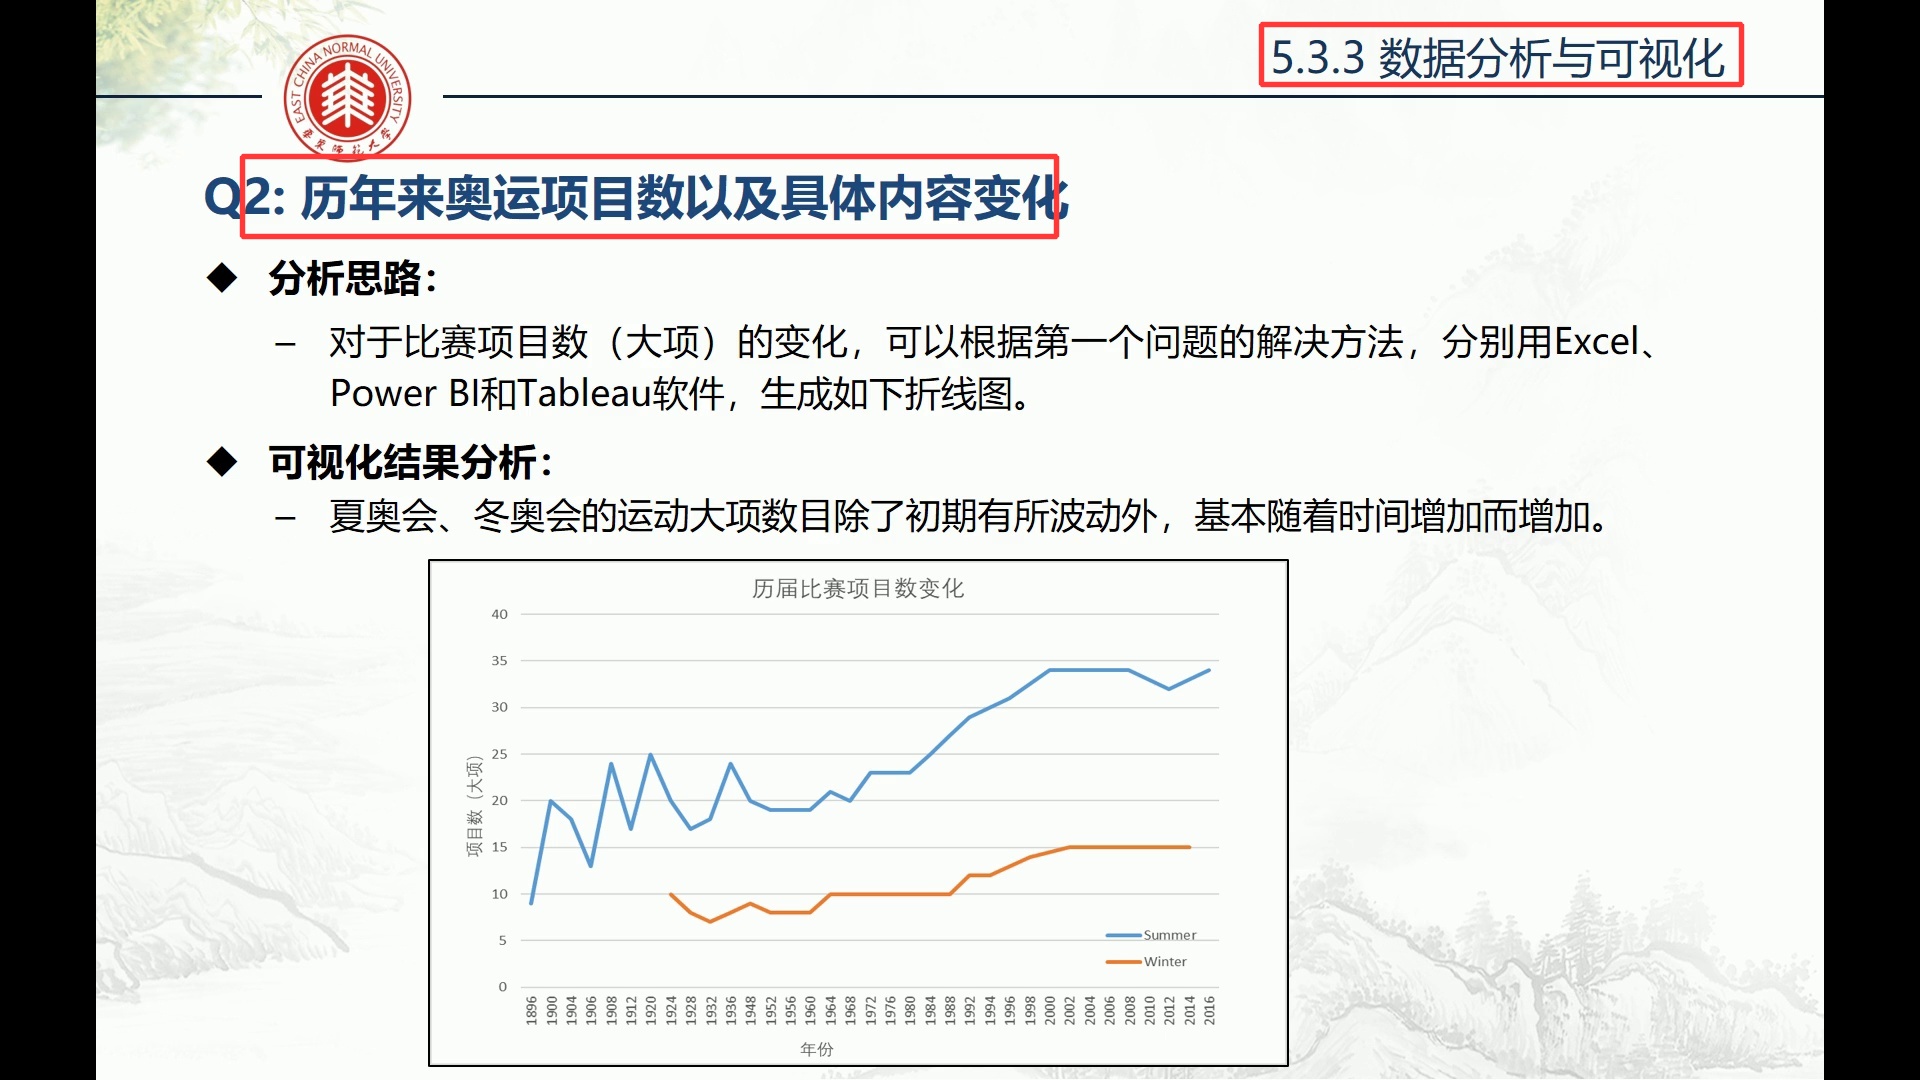 5.3.3 数据分析与可视化
EAST CHINA NORMAL UNIVERSITY
华东师范大学
Q2: 历年来奥运项目数以及具体内容变化
◆ 分析思路：
– 对于比赛项目数（大项）的变化，可以根据第一个问题的解决方法，分别用Excel、
Power BI和Tableau软件，生成如下折线图。
◆ 可视化结果分析：
– 夏奥会、冬奥会的运动大项数目除了初期有所波动外，基本随着时间增加而增加。
历届比赛项目数变化
40
35
30
25
20
15
10
5
0
项目数（大项）
Summer
Winter
1896 1900 1904 1906 1908 1912 1920 1924 1928 1932 1936 1948 1952 1956 1960 1964 1968 1972 1976 1980 1984 1988 1992 1994 1996 1998 2000 2002 2004 2006 2008 2010 2012 2014 2016
年份